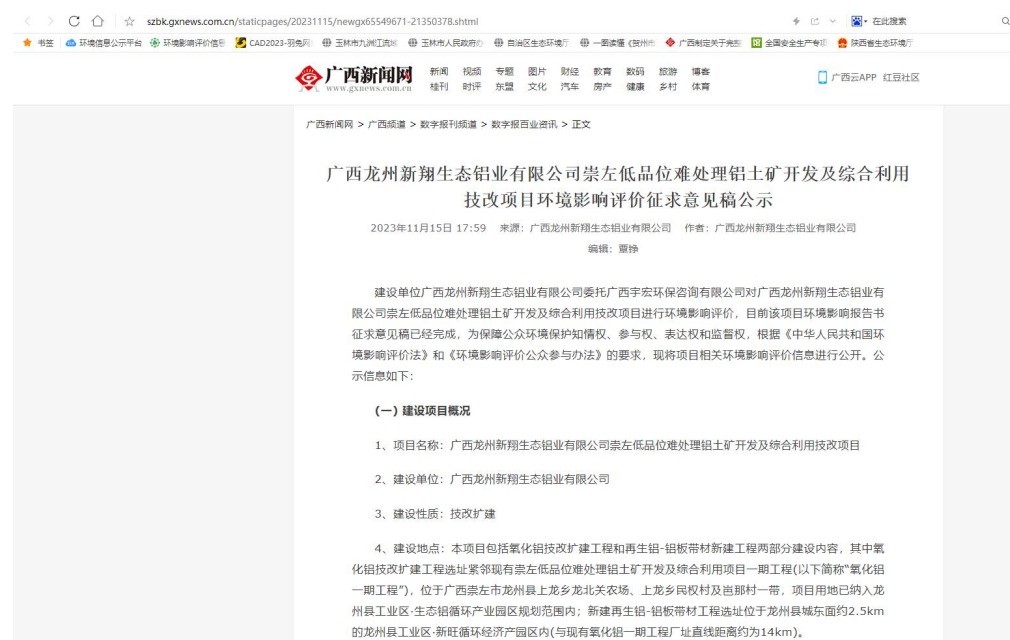 szbk.gxnews.com.cn/staticpages/20231115/newgx65549671-21350378.shtml
在此搜索
书签 环境信息公示平台 环境影响评价信息 CAD2023-羽兔网 玉林市九洲江流域 玉林市人民政府办 自治区生态环境厅 一图读懂《贺州市 广西制定关于完整 全国安全生产专项 陕西省生态环境厅
广西新闻网
www.gxnews.com.cn
新闻 视频 专题 图片 财经 教育 数码 旅游 博客
桂刊 时评 东盟 文化 汽车 房产 健康 乡村 体育
广西云APP 红豆社区
广西新闻网 > 广西频道 > 数字报刊频道 > 数字报百业资讯 > 正文
广西龙州新翔生态铝业有限公司崇左低品位难处理铝土矿开发及综合利用
技改项目环境影响评价征求意见稿公示
2023年11月15日 17:59 来源：广西龙州新翔生态铝业有限公司 作者：广西龙州新翔生态铝业有限公司
编辑：覃铮
建设单位广西龙州新翔生态铝业有限公司委托广西宇宏环保咨询有限公司对广西龙州新翔生态铝业有
限公司崇左低品位难处理铝土矿开发及综合利用技改项目进行环境影响评价，目前该项目环境影响报告书
征求意见稿已经完成，为保障公众环境保护知情权、参与权、表达权和监督权，根据《中华人民共和国环
境影响评价法》和《环境影响评价公众参与办法》的要求，现将项目相关环境影响评价信息进行公开。公
示信息如下：
(一) 建设项目概况
1、项目名称：广西龙州新翔生态铝业有限公司崇左低品位难处理铝土矿开发及综合利用技改项目
2、建设单位：广西龙州新翔生态铝业有限公司
3、建设性质：技改扩建
4、建设地点：本项目包括氧化铝技改扩建工程和再生铝-铝板带材新建工程两部分建设内容，其中氧
化铝技改扩建工程选址紧邻现有崇左低品位难处理铝土矿开发及综合利用项目一期工程(以下简称“氧化铝
一期工程”)，位于广西崇左市龙州县上龙乡龙北关农场、上龙乡民权村及岜那村一带，项目用地已纳入龙
州县工业区·生态铝循环产业园区规划范围内；新建再生铝-铝板带材工程选址位于龙州县城东面约2.5km
的龙州县工业区·新旺循环经济产园区内(与现有氧化铝一期工程厂址直线距离约为14km)。